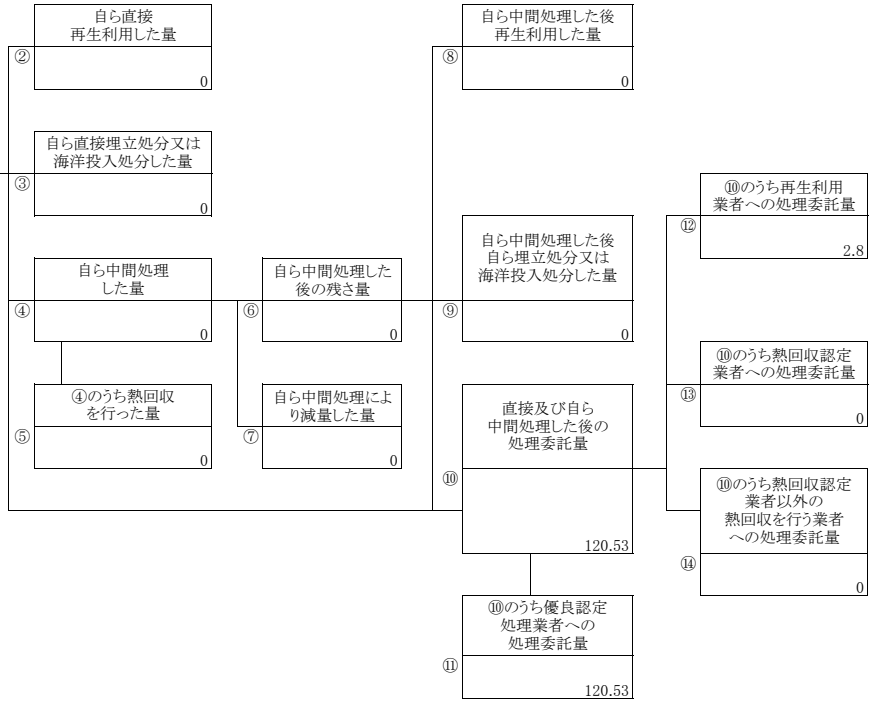 自ら直接
再生利用した量
②
0
自ら直接埋立処分又は
海洋投入処分した量
③
0
自ら中間処理
した量
④
0
④のうち熱回収
を行った量
⑤
0
自ら中間処理した
後の残さ量
⑥
0
自ら中間処理によ
り減量した量
⑦
0
自ら中間処理した後
再生利用した量
⑧
0
自ら中間処理した後
自ら埋立処分又は
海洋投入処分した量
⑨
0
直接及び自ら
中間処理した後の
処理委託量
⑩
120.53
⑩のうち優良認定
処理業者への
処理委託量
⑪
120.53
⑩のうち再生利用
業者への処理委託量
⑫
2.8
⑩のうち熱回収認定
業者への処理委託量
⑬
0
⑩のうち熱回収認定
業者以外の
熱回収を行う業者
への処理委託量
⑭
0